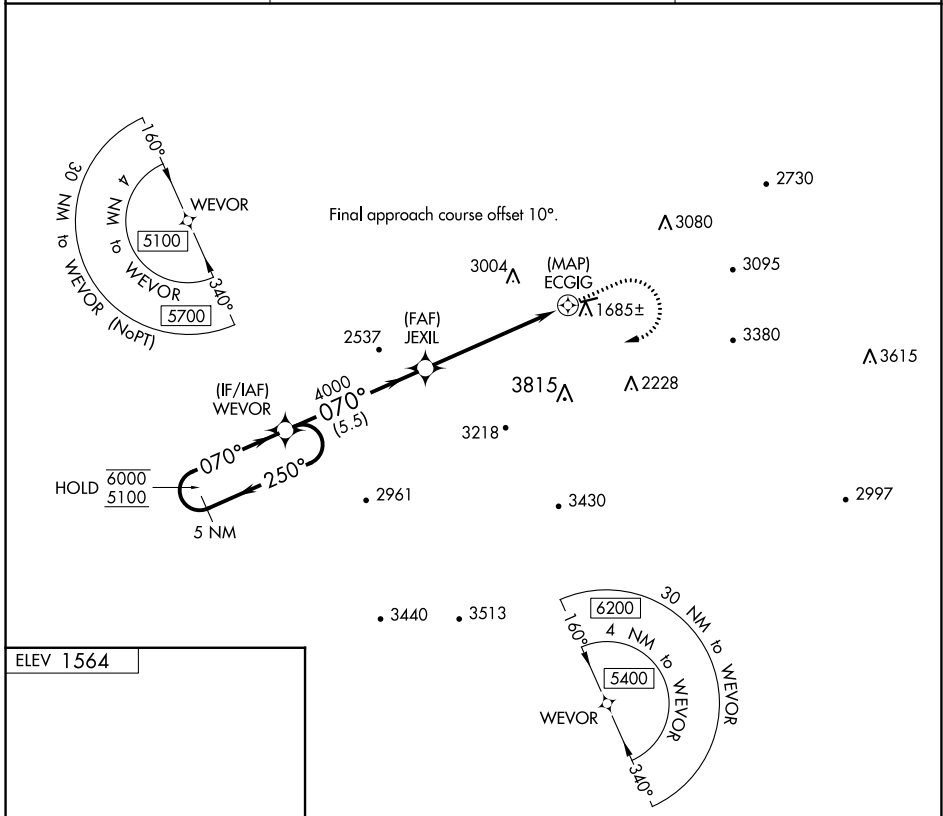 160°
30 NM to WEVOR (NoPT)
4 NM to WEVOR
WEVOR
5100
340°
5700
Final approach course offset 10°.
2730
3080
3095
3004
(MAP)
ECGIG
1685±
(FAF)
JEXIL
2537
3380
3615
(IF/IAF)
WEVOR
4000
070°
(5.5)
3815
2228
3218
070°
250°
HOLD
6000
5100
5 NM
2961
3430
2997
3440
3513
ELEV 1564
6200
30 NM to WEVOR
160°
4 NM to WEVOR
5400
WEVOR
340°